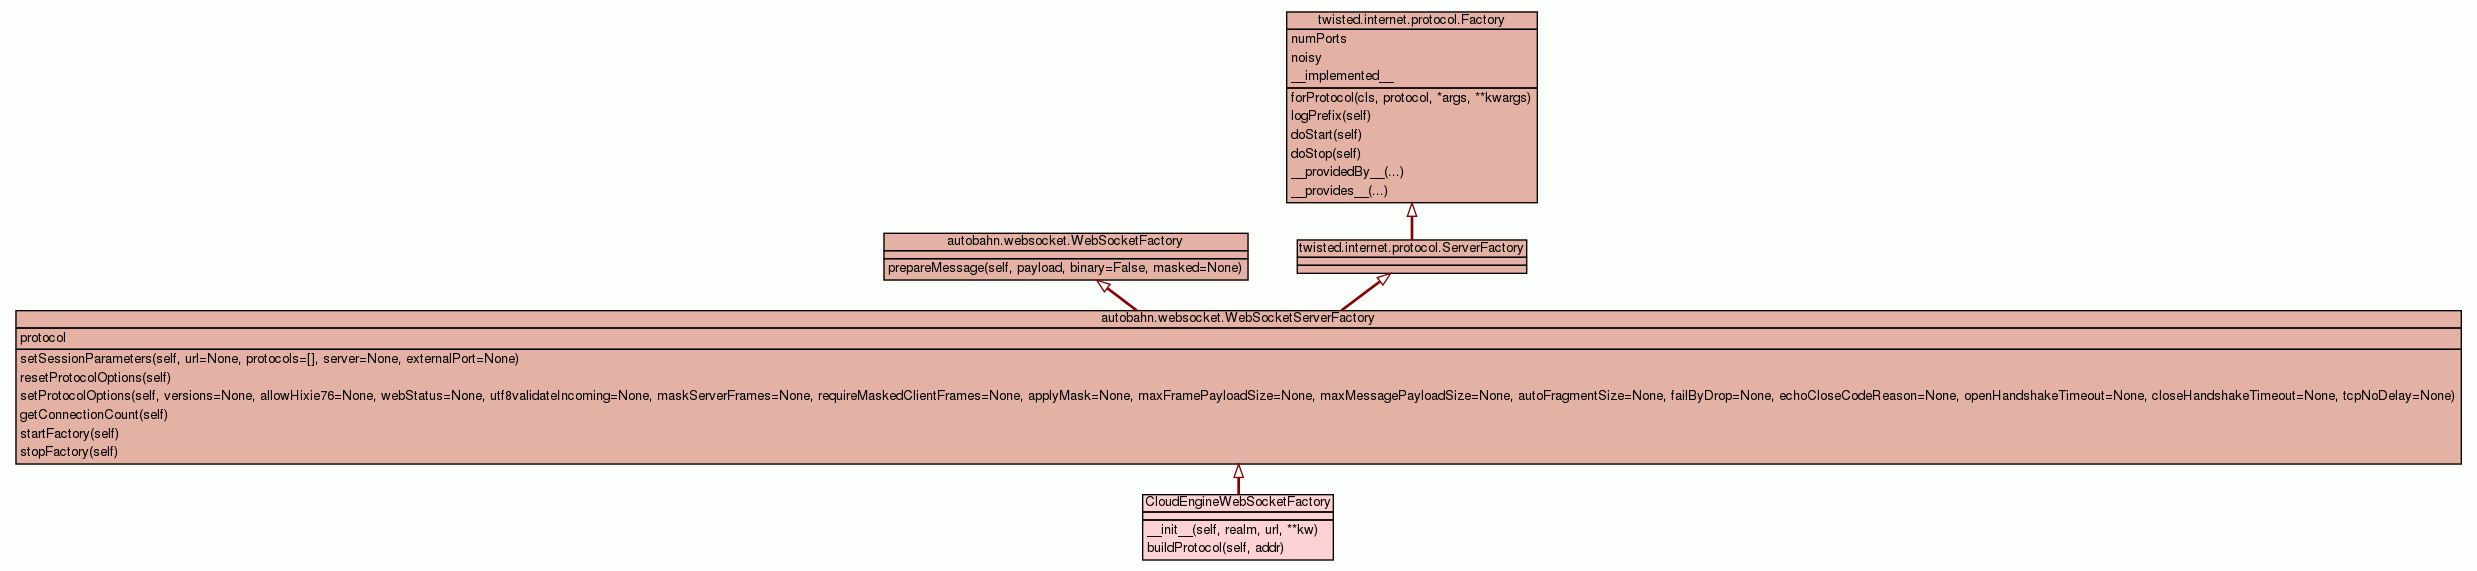 twisted.internet.protocol.Factory
numPorts
noisy
__implemented__
forProtocol(cls, protocol, *args, **kwargs)
logPrefix(self)
doStart(self)
doStop(self)
__providedBy__(...)
__provides__(...)
autobahn.websocket.WebSocketFactory
prepareMessage(self, payload, binary=False, masked=None)
twisted.internet.protocol.ServerFactory
autobahn.websocket.WebSocketServerFactory
protocol
setSessionParameters(self, url=None, protocols=[], server=None, externalPort=None)
resetProtocolOptions(self)
setProtocolOptions(self, versions=None, allowHixie76=None, webStatus=None, utf8validateIncoming=None, maskServerFrames=None, requireMaskedClientFrames=None, applyMask=None, maxFramePayloadSize=None, maxMessagePayloadSize=None, autoFragmentSize=None, failByDrop=None, echoCloseCodeReason=None, openHandshakeTimeout=None, closeHandshakeTimeout=None, tcpNoDelay=None)
getConnectionCount(self)
startFactory(self)
stopFactory(self)
CloudEngineWebSocketFactory
__init__(self, realm, url, **kw)
buildProtocol(self, addr)